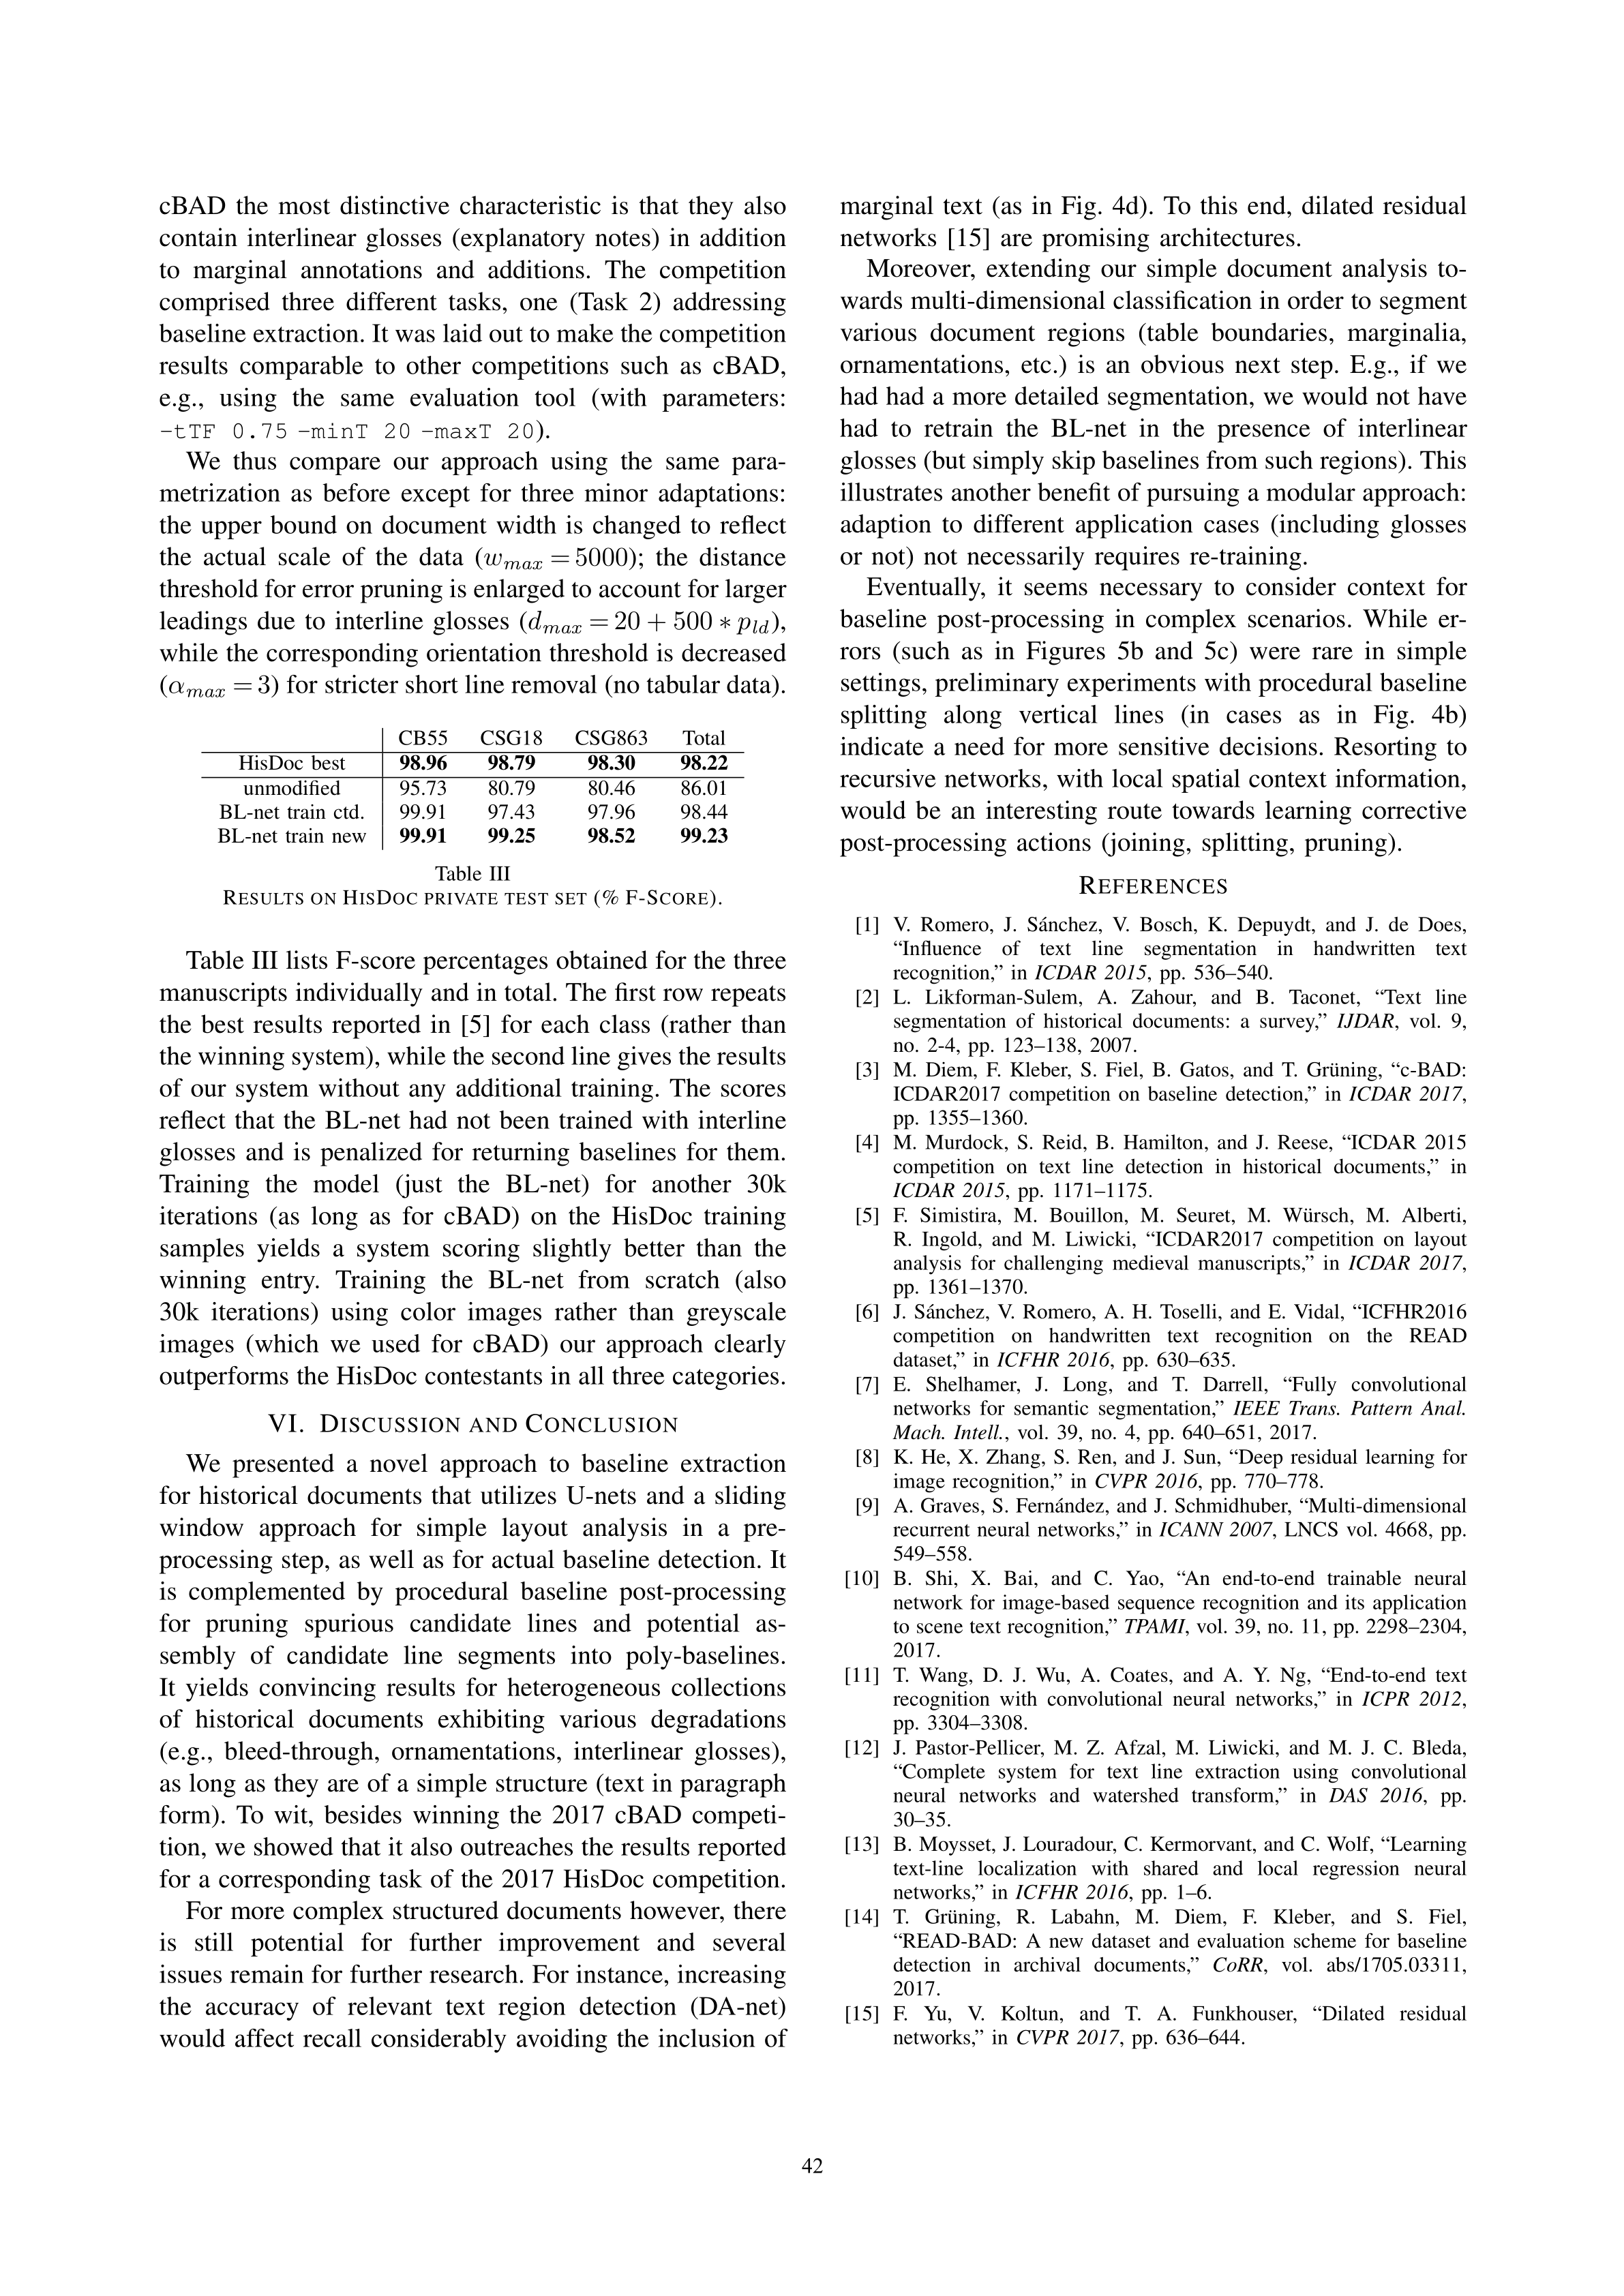 cBAD the most distinctive characteristic is that they also
contain interlinear glosses (explanatory notes) in addition
to marginal annotations and additions. The competition
comprised three different tasks, one (Task 2) addressing
baseline extraction. It was laid out to make the competition
results comparable to other competitions such as cBAD,
e.g., using the same evaluation tool (with parameters:
–tTF 0.75 –minT 20 –maxT 20).
We thus compare our approach using the same para-
metrization as before except for three minor adaptations:
the upper bound on document width is changed to reflect
the actual scale of the data (w_max = 5000); the distance
threshold for error pruning is enlarged to account for larger
leadings due to interline glosses (d_max = 20 + 500 ∗ p_ld),
while the corresponding orientation threshold is decreased
(α_max = 3) for stricter short line removal (no tabular data).
CB55 CSG18 CSG863 Total
HisDoc best 98.96 98.79 98.30 98.22
unmodified 95.73 80.79 80.46 86.01
BL-net train ctd. 99.91 97.43 97.96 98.44
BL-net train new 99.91 99.25 98.52 99.23
Table III
RESULTS ON HISDOC PRIVATE TEST SET (% F-SCORE).
Table III lists F-score percentages obtained for the three
manuscripts individually and in total. The first row repeats
the best results reported in [5] for each class (rather than
the winning system), while the second line gives the results
of our system without any additional training. The scores
reflect that the BL-net had not been trained with interline
glosses and is penalized for returning baselines for them.
Training the model (just the BL-net) for another 30k
iterations (as long as for cBAD) on the HisDoc training
samples yields a system scoring slightly better than the
winning entry. Training the BL-net from scratch (also
30k iterations) using color images rather than greyscale
images (which we used for cBAD) our approach clearly
outperforms the HisDoc contestants in all three categories.
VI. DISCUSSION AND CONCLUSION
We presented a novel approach to baseline extraction
for historical documents that utilizes U-nets and a sliding
window approach for simple layout analysis in a pre-
processing step, as well as for actual baseline detection. It
is complemented by procedural baseline post-processing
for pruning spurious candidate lines and potential as-
sembly of candidate line segments into poly-baselines.
It yields convincing results for heterogeneous collections
of historical documents exhibiting various degradations
(e.g., bleed-through, ornamentations, interlinear glosses),
as long as they are of a simple structure (text in paragraph
form). To wit, besides winning the 2017 cBAD competi-
tion, we showed that it also outreaches the results reported
for a corresponding task of the 2017 HisDoc competition.
For more complex structured documents however, there
is still potential for further improvement and several
issues remain for further research. For instance, increasing
the accuracy of relevant text region detection (DA-net)
would affect recall considerably avoiding the inclusion of
marginal text (as in Fig. 4d). To this end, dilated residual
networks [15] are promising architectures.
Moreover, extending our simple document analysis to-
wards multi-dimensional classification in order to segment
various document regions (table boundaries, marginalia,
ornamentations, etc.) is an obvious next step. E.g., if we
had had a more detailed segmentation, we would not have
had to retrain the BL-net in the presence of interlinear
glosses (but simply skip baselines from such regions). This
illustrates another benefit of pursuing a modular approach:
adaption to different application cases (including glosses
or not) not necessarily requires re-training.
Eventually, it seems necessary to consider context for
baseline post-processing in complex scenarios. While er-
rors (such as in Figures 5b and 5c) were rare in simple
settings, preliminary experiments with procedural baseline
splitting along vertical lines (in cases as in Fig. 4b)
indicate a need for more sensitive decisions. Resorting to
recursive networks, with local spatial context information,
would be an interesting route towards learning corrective
post-processing actions (joining, splitting, pruning).
REFERENCES
[1] V. Romero, J. Sánchez, V. Bosch, K. Depuydt, and J. de Does,
“Influence of text line segmentation in handwritten text
recognition,” in ICDAR 2015, pp. 536–540.
[2] L. Likforman-Sulem, A. Zahour, and B. Taconet, “Text line
segmentation of historical documents: a survey,” IJDAR, vol. 9,
no. 2-4, pp. 123–138, 2007.
[3] M. Diem, F. Kleber, S. Fiel, B. Gatos, and T. Grüning, “c-BAD:
ICDAR2017 competition on baseline detection,” in ICDAR 2017,
pp. 1355–1360.
[4] M. Murdock, S. Reid, B. Hamilton, and J. Reese, “ICDAR 2015
competition on text line detection in historical documents,” in
ICDAR 2015, pp. 1171–1175.
[5] F. Simistira, M. Bouillon, M. Seuret, M. Würsch, M. Alberti,
R. Ingold, and M. Liwicki, “ICDAR2017 competition on layout
analysis for challenging medieval manuscripts,” in ICDAR 2017,
pp. 1361–1370.
[6] J. Sánchez, V. Romero, A. H. Toselli, and E. Vidal, “ICFHR2016
competition on handwritten text recognition on the READ
dataset,” in ICFHR 2016, pp. 630–635.
[7] E. Shelhamer, J. Long, and T. Darrell, “Fully convolutional
networks for semantic segmentation,” IEEE Trans. Pattern Anal.
Mach. Intell., vol. 39, no. 4, pp. 640–651, 2017.
[8] K. He, X. Zhang, S. Ren, and J. Sun, “Deep residual learning for
image recognition,” in CVPR 2016, pp. 770–778.
[9] A. Graves, S. Fernández, and J. Schmidhuber, “Multi-dimensional
recurrent neural networks,” in ICANN 2007, LNCS vol. 4668, pp.
549–558.
[10] B. Shi, X. Bai, and C. Yao, “An end-to-end trainable neural
network for image-based sequence recognition and its application
to scene text recognition,” TPAMI, vol. 39, no. 11, pp. 2298–2304,
2017.
[11] T. Wang, D. J. Wu, A. Coates, and A. Y. Ng, “End-to-end text
recognition with convolutional neural networks,” in ICPR 2012,
pp. 3304–3308.
[12] J. Pastor-Pellicer, M. Z. Afzal, M. Liwicki, and M. J. C. Bleda,
“Complete system for text line extraction using convolutional
neural networks and watershed transform,” in DAS 2016, pp.
30–35.
[13] B. Moysset, J. Louradour, C. Kermorvant, and C. Wolf, “Learning
text-line localization with shared and local regression neural
networks,” in ICFHR 2016, pp. 1–6.
[14] T. Grüning, R. Labahn, M. Diem, F. Kleber, and S. Fiel,
“READ-BAD: A new dataset and evaluation scheme for baseline
detection in archival documents,” CoRR, vol. abs/1705.03311,
2017.
[15] F. Yu, V. Koltun, and T. A. Funkhouser, “Dilated residual
networks,” in CVPR 2017, pp. 636–644.
42